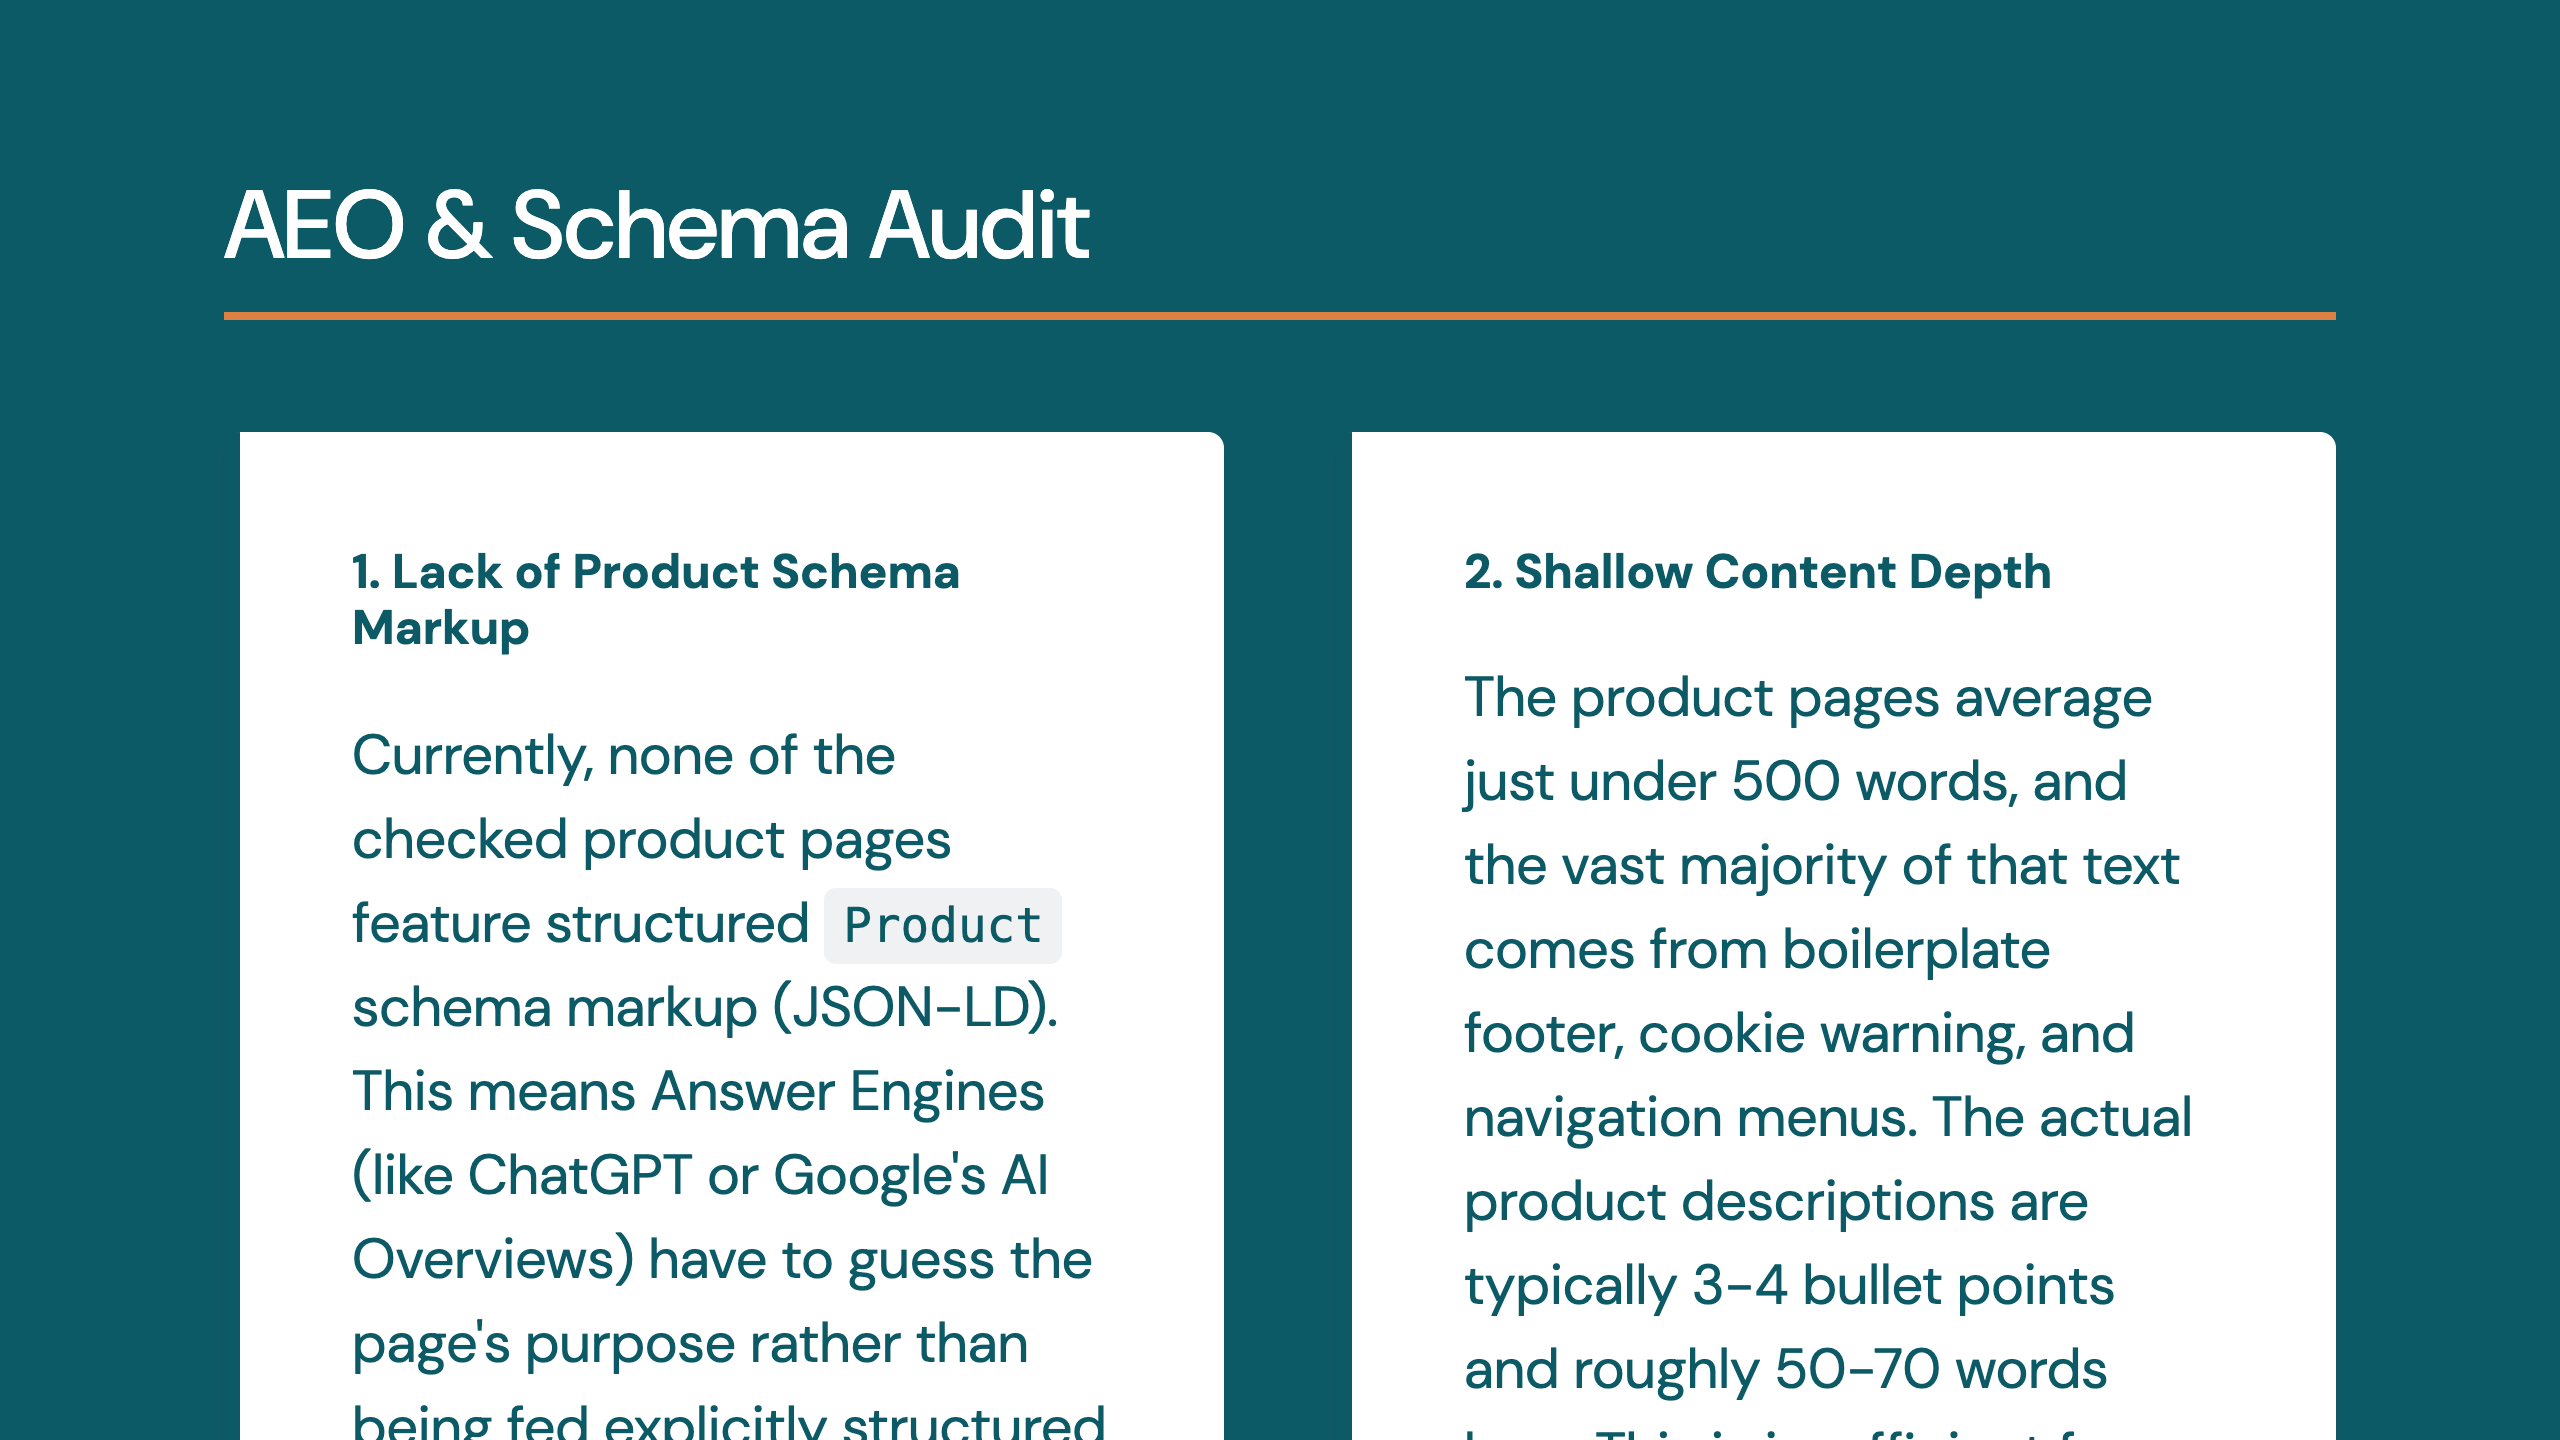 AEO & Schema Audit
1. Lack of Product Schema
Markup
Currently, none of the
checked product pages
feature structured Product
schema markup (JSON-LD).
This means Answer Engines
(like ChatGPT or Google's AI
Overviews) have to guess the
page's purpose rather than
being fed explicitly structured
2. Shallow Content Depth
The product pages average
just under 500 words, and
the vast majority of that text
comes from boilerplate
footer, cookie warning, and
navigation menus. The actual
product descriptions are
typically 3-4 bullet points
and roughly 50-70 words